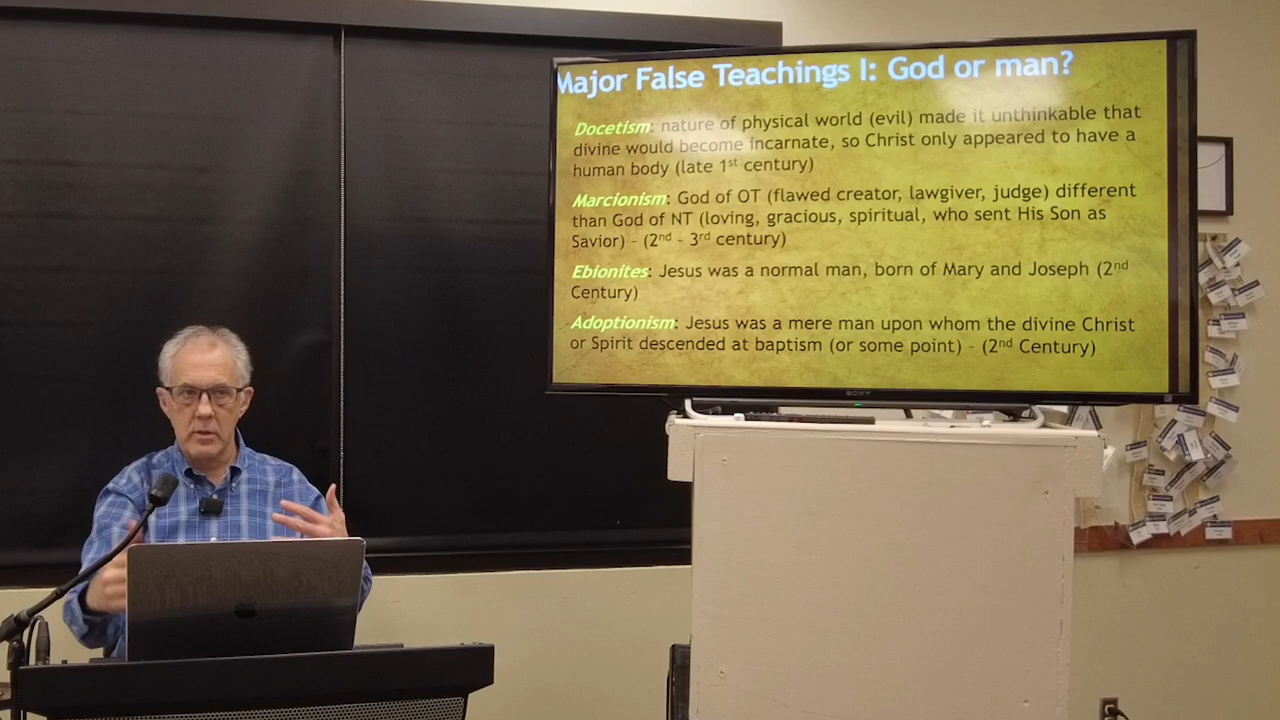 Major False Teachings I: God or man?
Docetism: nature of physical world (evil) made it unthinkable that
divine would become incarnate, so Christ only appeared to have a
human body (late 1st century)
Marcionism: God of OT (flawed creator, lawgiver, judge) different
than God of NT (loving, gracious, spiritual, who sent His Son as
Savior) - (2nd - 3rd century)
Ebionites: Jesus was a normal man, born of Mary and Joseph (2nd
Century)
Adoptionism: Jesus was a mere man upon whom the divine Christ
or Spirit descended at baptism (or some point) - (2nd Century)
SONY